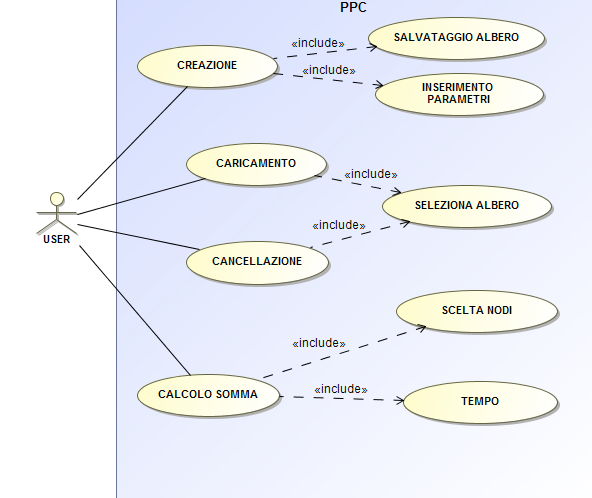 PPC
SALVATAGGIO ALBERO
«include»
CREAZIONE
«include»
INSERIMENTO
PARAMETRI
CARICAMENTO
«include»
SELEZIONA ALBERO
«include»
USER
CANCELLAZIONE
SCELTA NODI
«include»
«include»
CALCOLO SOMMA
TEMPO